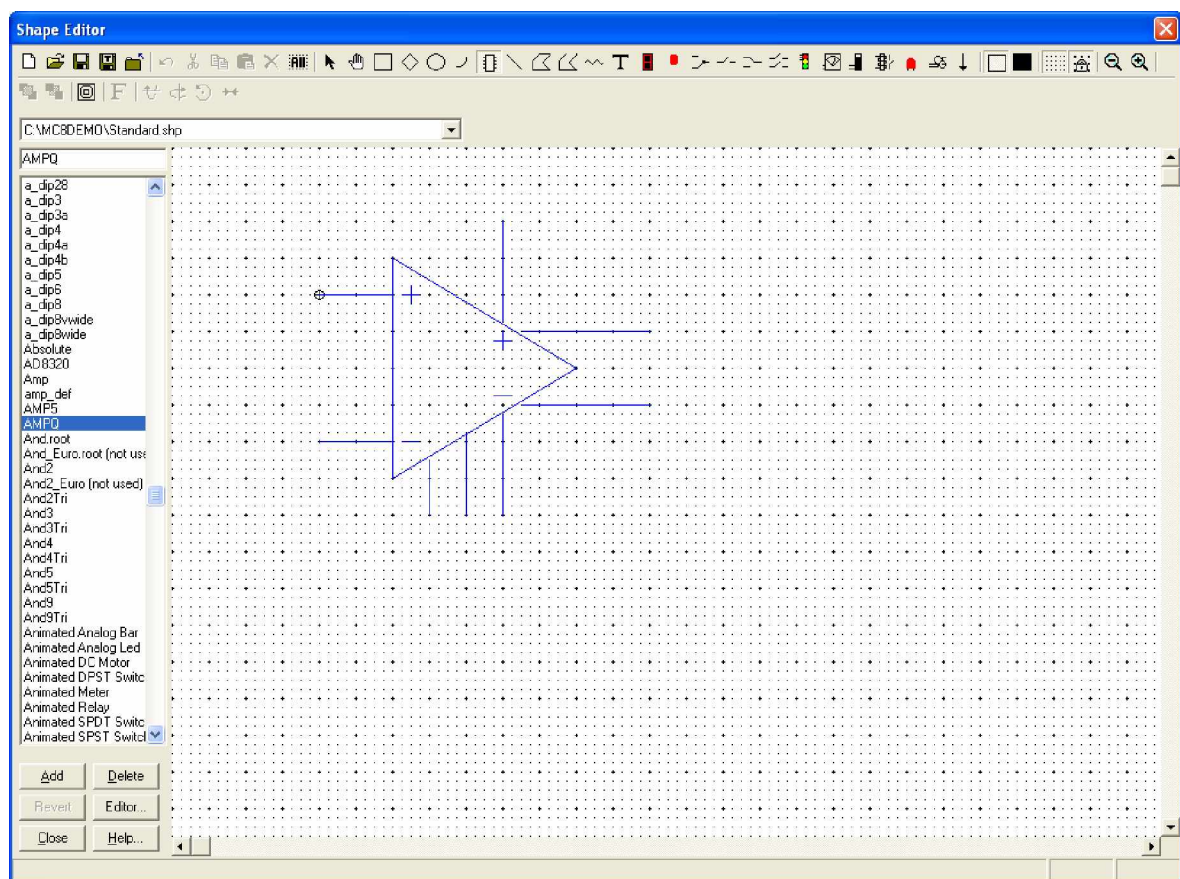 Shape Editor
C:\MC8DEMO\Standard.shp
AMPQ
a_dip28
a_dip3
a_dip3a
a_dip4
a_dip4a
a_dip4b
a_dip5
a_dip6
a_dip8
a_dip8vwide
a_dip8wide
Absolute
AD8320
Amp
amp_def
AMP5
AMPQ
And.root
And_Euro.root (not use
And2
And2_Euro (not used)
And2Tri
And3
And3Tri
And4
And4Tri
And5
And5Tri
And9
And9Tri
Animated Analog Bar
Animated Analog Led
Animated DC Motor
Animated DPST Switc
Animated Meter
Animated Relay
Animated SPDT Switc
Animated SPST Switcl
Add Delete
Revert Editor...
Close Help...